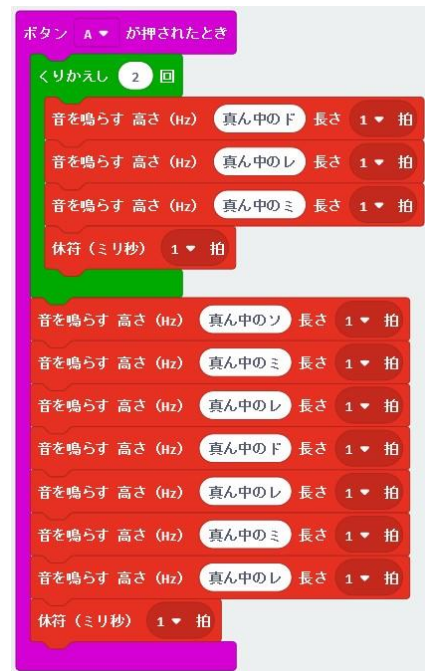 ボタン A が押されたとき
くりかえし 2 回
音を鳴らす 高さ (Hz) 真ん中のド 長さ 1 拍
音を鳴らす 高さ (Hz) 真ん中のレ 長さ 1 拍
音を鳴らす 高さ (Hz) 真ん中のミ 長さ 1 拍
休符 (ミリ秒) 1 拍
音を鳴らす 高さ (Hz) 真ん中のソ 長さ 1 拍
音を鳴らす 高さ (Hz) 真ん中のミ 長さ 1 拍
音を鳴らす 高さ (Hz) 真ん中のレ 長さ 1 拍
音を鳴らす 高さ (Hz) 真ん中のド 長さ 1 拍
音を鳴らす 高さ (Hz) 真ん中のレ 長さ 1 拍
音を鳴らす 高さ (Hz) 真ん中のミ 長さ 1 拍
音を鳴らす 高さ (Hz) 真ん中のレ 長さ 1 拍
休符 (ミリ秒) 1 拍